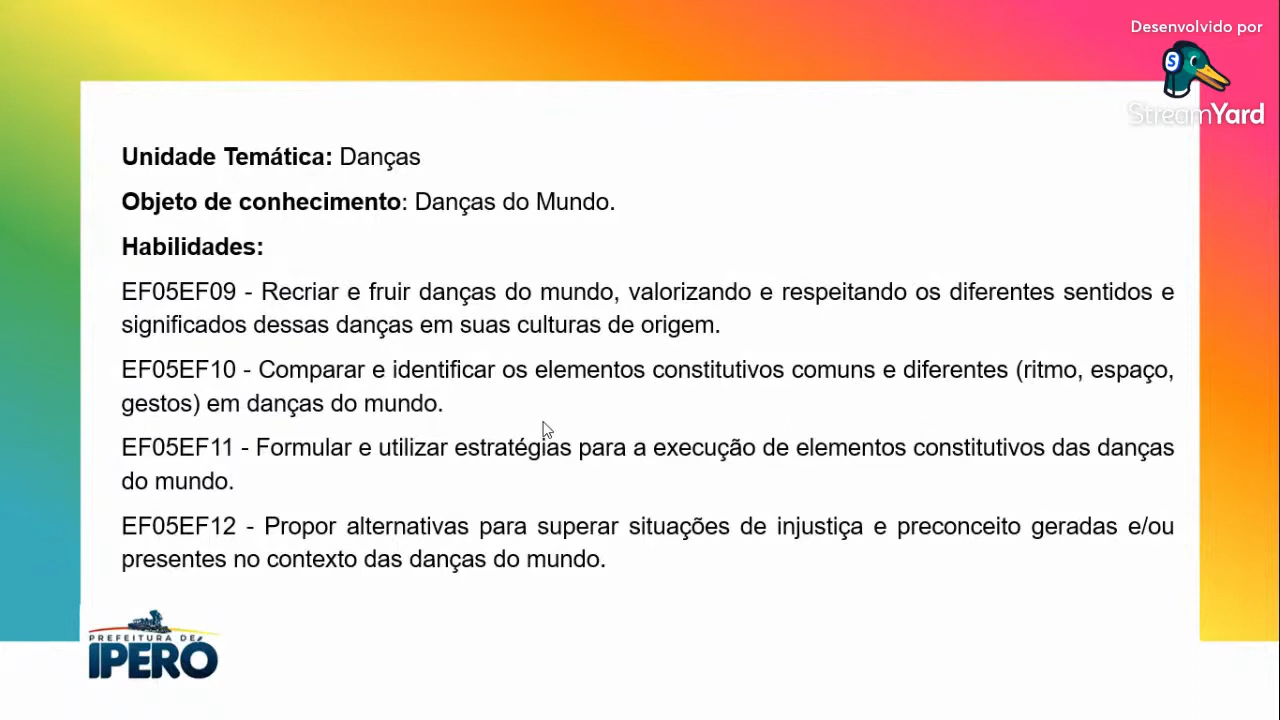 Desenvolvido por
StreamYard
Unidade Temática: Danças
Objeto de conhecimento: Danças do Mundo.
Habilidades:
EF05EF09 - Recriar e fruir danças do mundo, valorizando e respeitando os diferentes sentidos e
significados dessas danças em suas culturas de origem.
EF05EF10 - Comparar e identificar os elementos constitutivos comuns e diferentes (ritmo, espaço,
gestos) em danças do mundo.
EF05EF11 - Formular e utilizar estratégias para a execução de elementos constitutivos das danças
do mundo.
EF05EF12 - Propor alternativas para superar situações de injustiça e preconceito geradas e/ou
presentes no contexto das danças do mundo.
PREFEITURA DE
IPERÓ